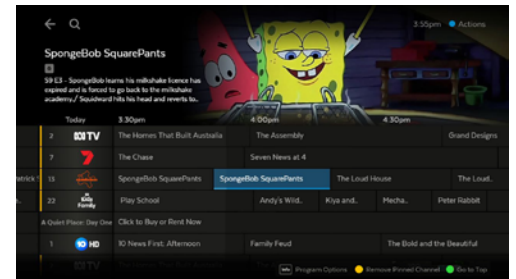 3:55pm Actions
SpongeBob SquarePants
S9 E3 - SpongeBob learns his milkshake licence has
expired and is forced to go back to the milkshake
academy./ Squidward hits his head and reverts to..
Today 3.30pm 4:00pm 4.30pm
2 TV The Homes That Built Australia The Assembly Grand Designs
7 7 The Chase Seven News at 4
Patrick 13 SpongeBob SquarePants SpongeBob SquarePants The Loud House The Loud..
22 Kids Family Play School Andy's Wild.. Kiya and.. Mecha.. Peter Rabbit
A Quiet Place: Day One Click to Buy or Rent Now
1 10 HD 10 News First: Afternoon Family Feud The Bold and the Beautiful
TV
Program Options Remove Pinned Channel Go to Top